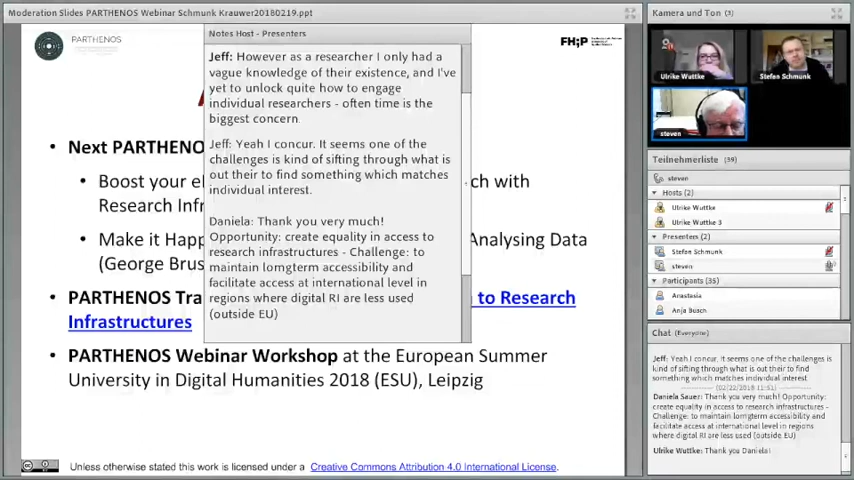 Moderation Slides PARTHENOS Webinar Schmunk Krauwer20180219.ppt
PARTHENOS
FH;P
Notes Host - Presenters
Jeff: However as a researcher I only had a
vague knowledge of their existence, and I've
yet to unlock quite how to engage
individual researchers - often time is the
biggest concern.
Jeff: Yeah I concur. It seems one of the
challenges is kind of sifting through what is
out their to find something which matches
individual interest.
Daniela: Thank you very much!
Opportunity: create equality in access to
research infrastructures - Challenge: to
maintain lomgterm accessibility and
facilitate access at international level in
regions where digital RI are less used
(outside EU)
• Next PARTHENO
• Boost your e ch with
Research Infr
• Make it Happ Analysing Data
(George Brus
• PARTHENOS Tra to Research
Infrastructures
• PARTHENOS Webinar Workshop at the European Summer
University in Digital Humanities 2018 (ESU), Leipzig
Unless otherwise stated this work is licensed under a Creative Commons Attribution 4.0 International License.
Kamera und Ton (3)
Ulrike Wuttke
Stefan Schmunk
steven
Teilnehmerliste (39)
steven
Hosts (2)
Ulrike Wuttke
Ulrike Wuttke 3
Presenters (2)
Stefan Schmunk
steven
Participants (35)
Anastasia
Anja Busch
Chat (Everyone)
Jeff: Yeah I concur. It seems one of the challenges is
kind of sifting through what is out their to find
something which matches individual interest
Daniela Sauer: Thank you very much! Opportunity:
create equality in access to research infrastructures -
Challenge: to maintain lomgterm accessibility and
facilitate access at international level in regions
where digital RI are less used (outside EU)
Ulrike Wuttke: Thank you Daniela!